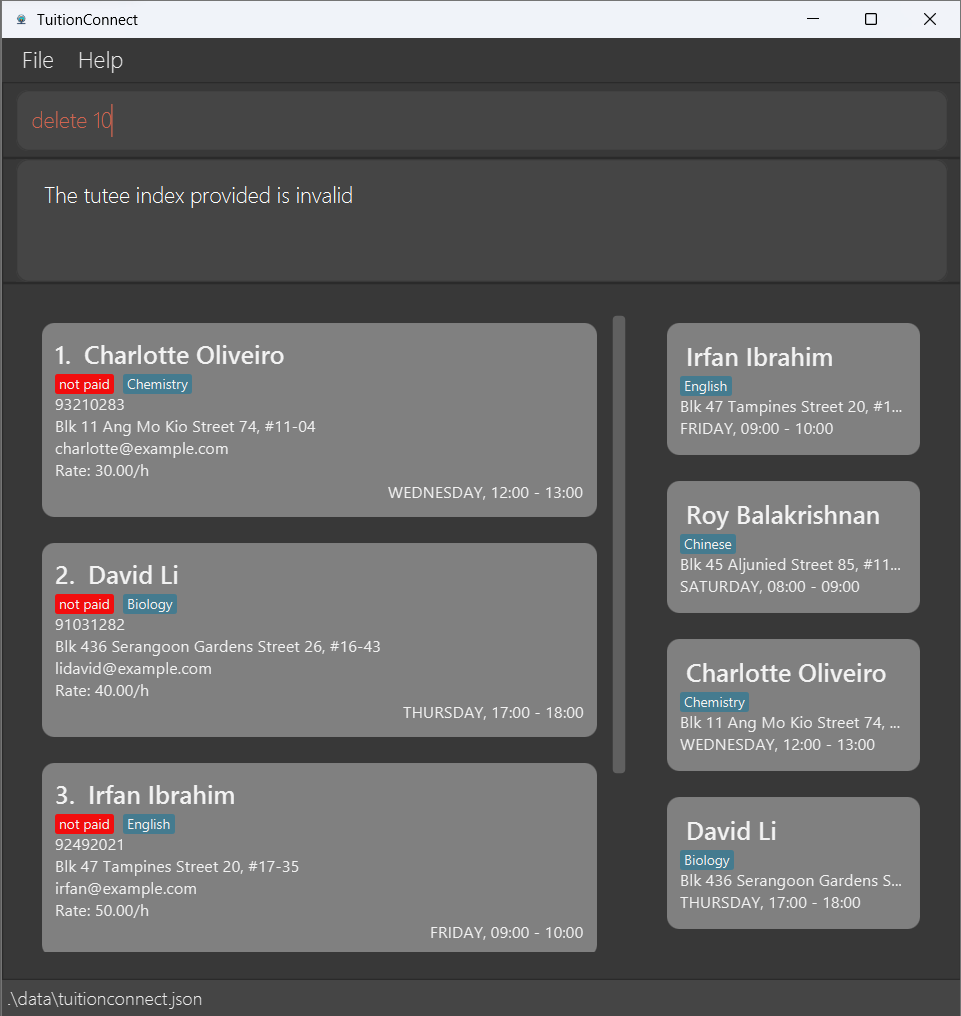 TuitionConnect
File Help
delete 10
The tutee index provided is invalid
1. Charlotte Oliveiro
not paid Chemistry
93210283
Blk 11 Ang Mo Kio Street 74, #11-04
charlotte@example.com
Rate: 30.00/h
WEDNESDAY, 12:00 - 13:00
2. David Li
not paid Biology
91031282
Blk 436 Serangoon Gardens Street 26, #16-43
lidavid@example.com
Rate: 40.00/h
THURSDAY, 17:00 - 18:00
3. Irfan Ibrahim
not paid English
92492021
Blk 47 Tampines Street 20, #17-35
irfan@example.com
Rate: 50.00/h
FRIDAY, 09:00 - 10:00
Irfan Ibrahim
English
Blk 47 Tampines Street 20, #1...
FRIDAY, 09:00 - 10:00
Roy Balakrishnan
Chinese
Blk 45 Aljunied Street 85, #11...
SATURDAY, 08:00 - 09:00
Charlotte Oliveiro
Chemistry
Blk 11 Ang Mo Kio Street 74, ...
WEDNESDAY, 12:00 - 13:00
David Li
Biology
Blk 436 Serangoon Gardens S...
THURSDAY, 17:00 - 18:00
.\data\tuitionconnect.json